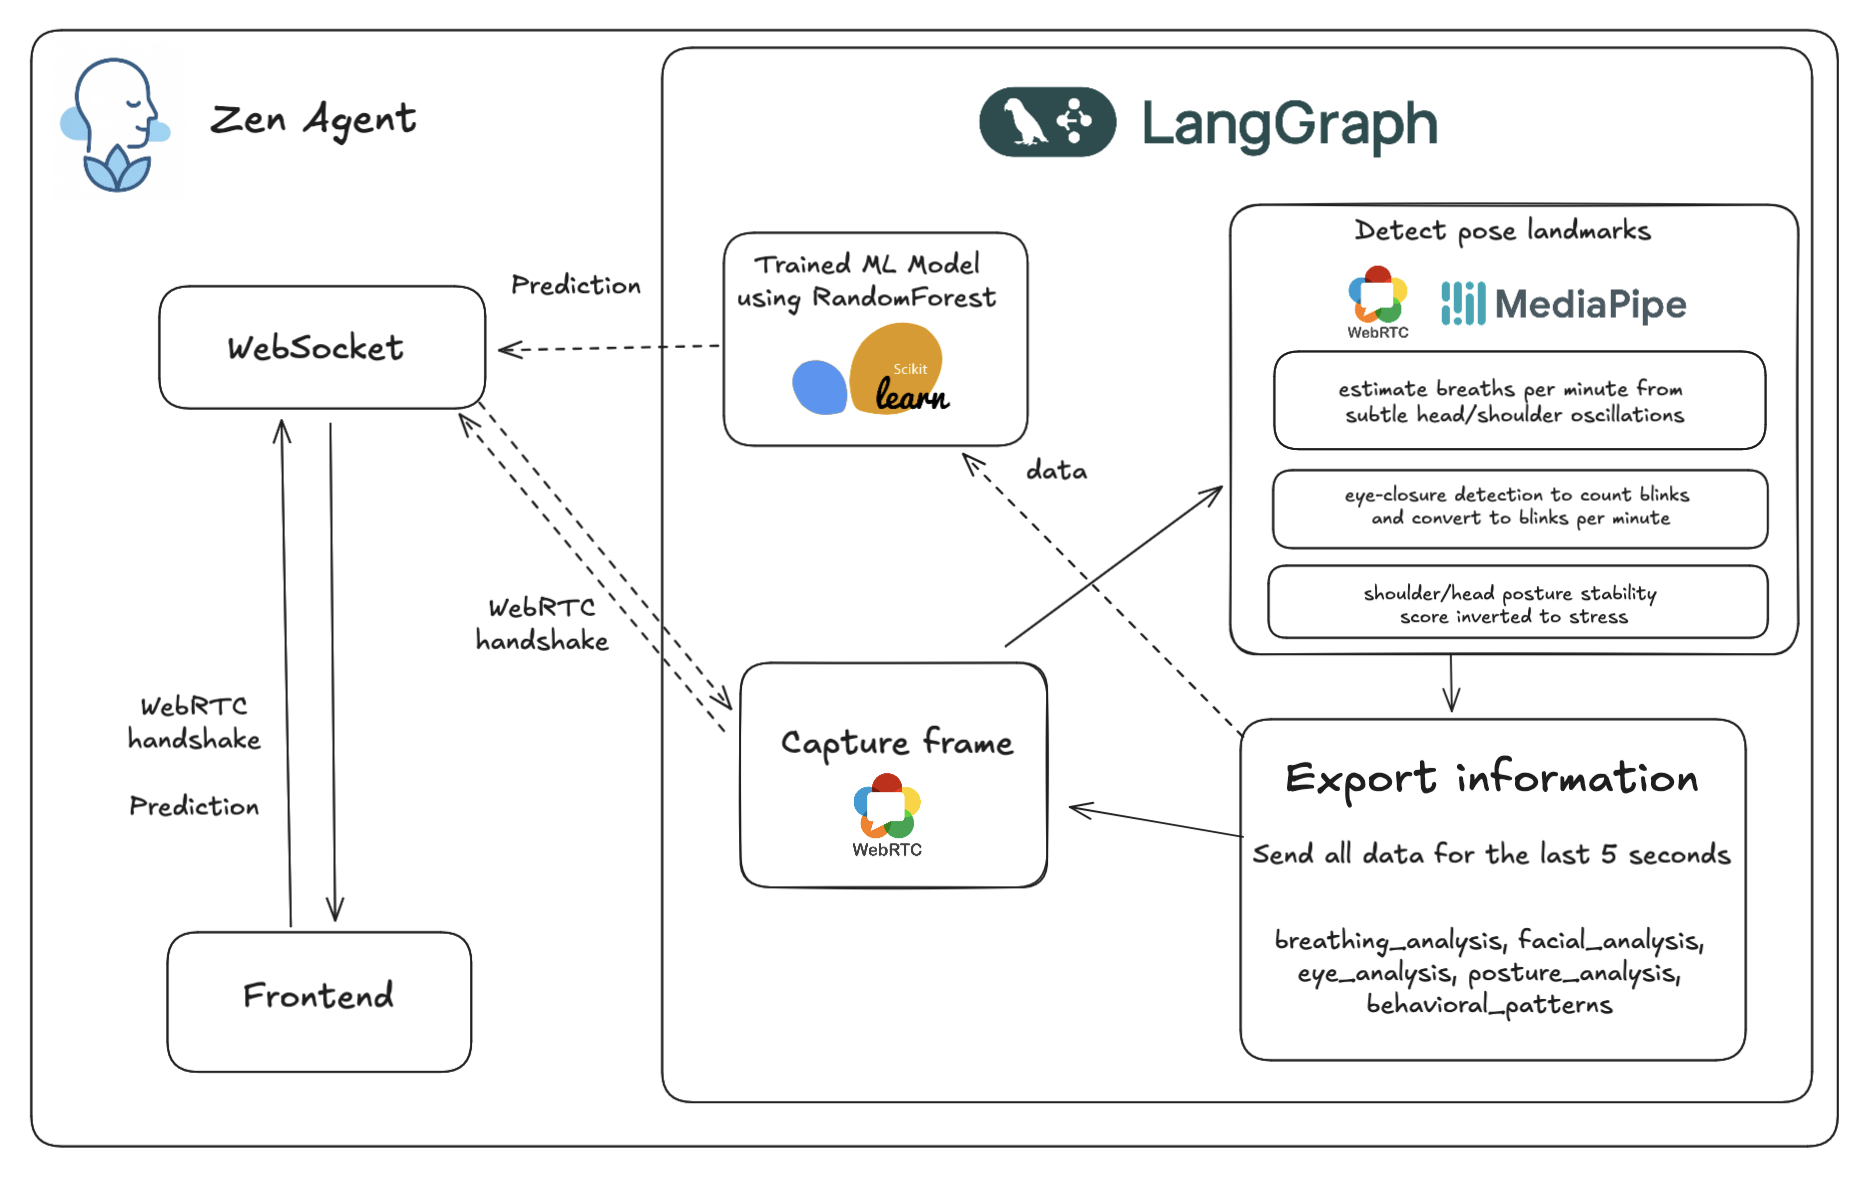 Zen Agent
LangGraph
WebSocket
Prediction
Trained ML Model
using RandomForest
Scikit
learn
Detect pose landmarks
WebRTC
MediaPipe
estimate breaths per minute from
subtle head/shoulder oscillations
eye-closure detection to count blinks
and convert to blinks per minute
shoulder/head posture stability
score inverted to stress
data
WebRTC
handshake
WebRTC
handshake
Prediction
Capture frame
WebRTC
Export information
Send all data for the last 5 seconds
breathing_analysis, facial_analysis,
eye_analysis, posture_analysis,
behavioral_patterns
Frontend